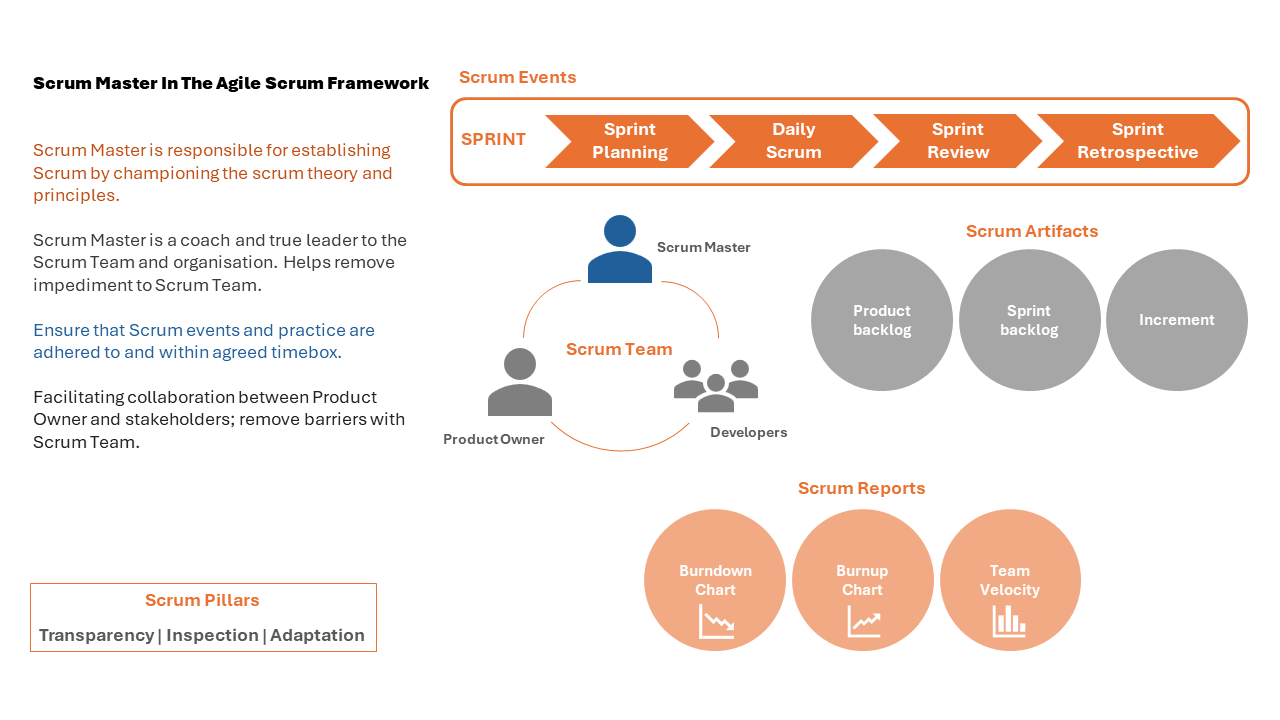 Scrum Master In The Agile Scrum Framework
Scrum Master is responsible for establishing
Scrum by championing the scrum theory and
principles.
Scrum Master is a coach and true leader to the
Scrum Team and organisation. Helps remove
impediment to Scrum Team.
Ensure that Scrum events and practice are
adhered to and within agreed timebox.
Facilitating collaboration between Product
Owner and stakeholders; remove barriers with
Scrum Team.
Scrum Pillars
Transparency | Inspection | Adaptation
Scrum Events
SPRINT
Sprint
Planning
Daily
Scrum
Sprint
Review
Sprint
Retrospective
Scrum Master
Scrum Team
Product Owner
Developers
Scrum Artifacts
Product
backlog
Sprint
backlog
Increment
Scrum Reports
Burndown
Chart
Burnup
Chart
Team
Velocity